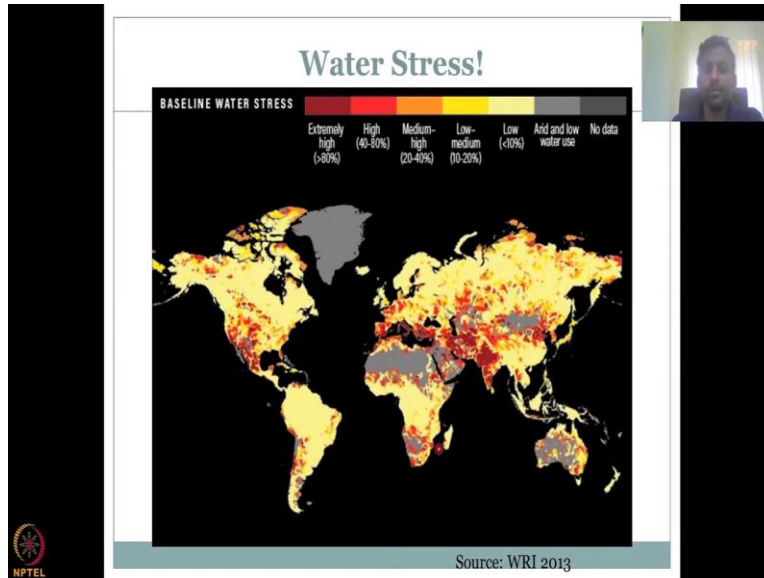 Water Stress!
BASELINE WATER STRESS
Extremely high (>80%)
High (40-80%)
Medium-high (20-40%)
Low-medium (10-20%)
Low (<10%)
Arid and low water use
No data
Source: WRI 2013
NPTEL